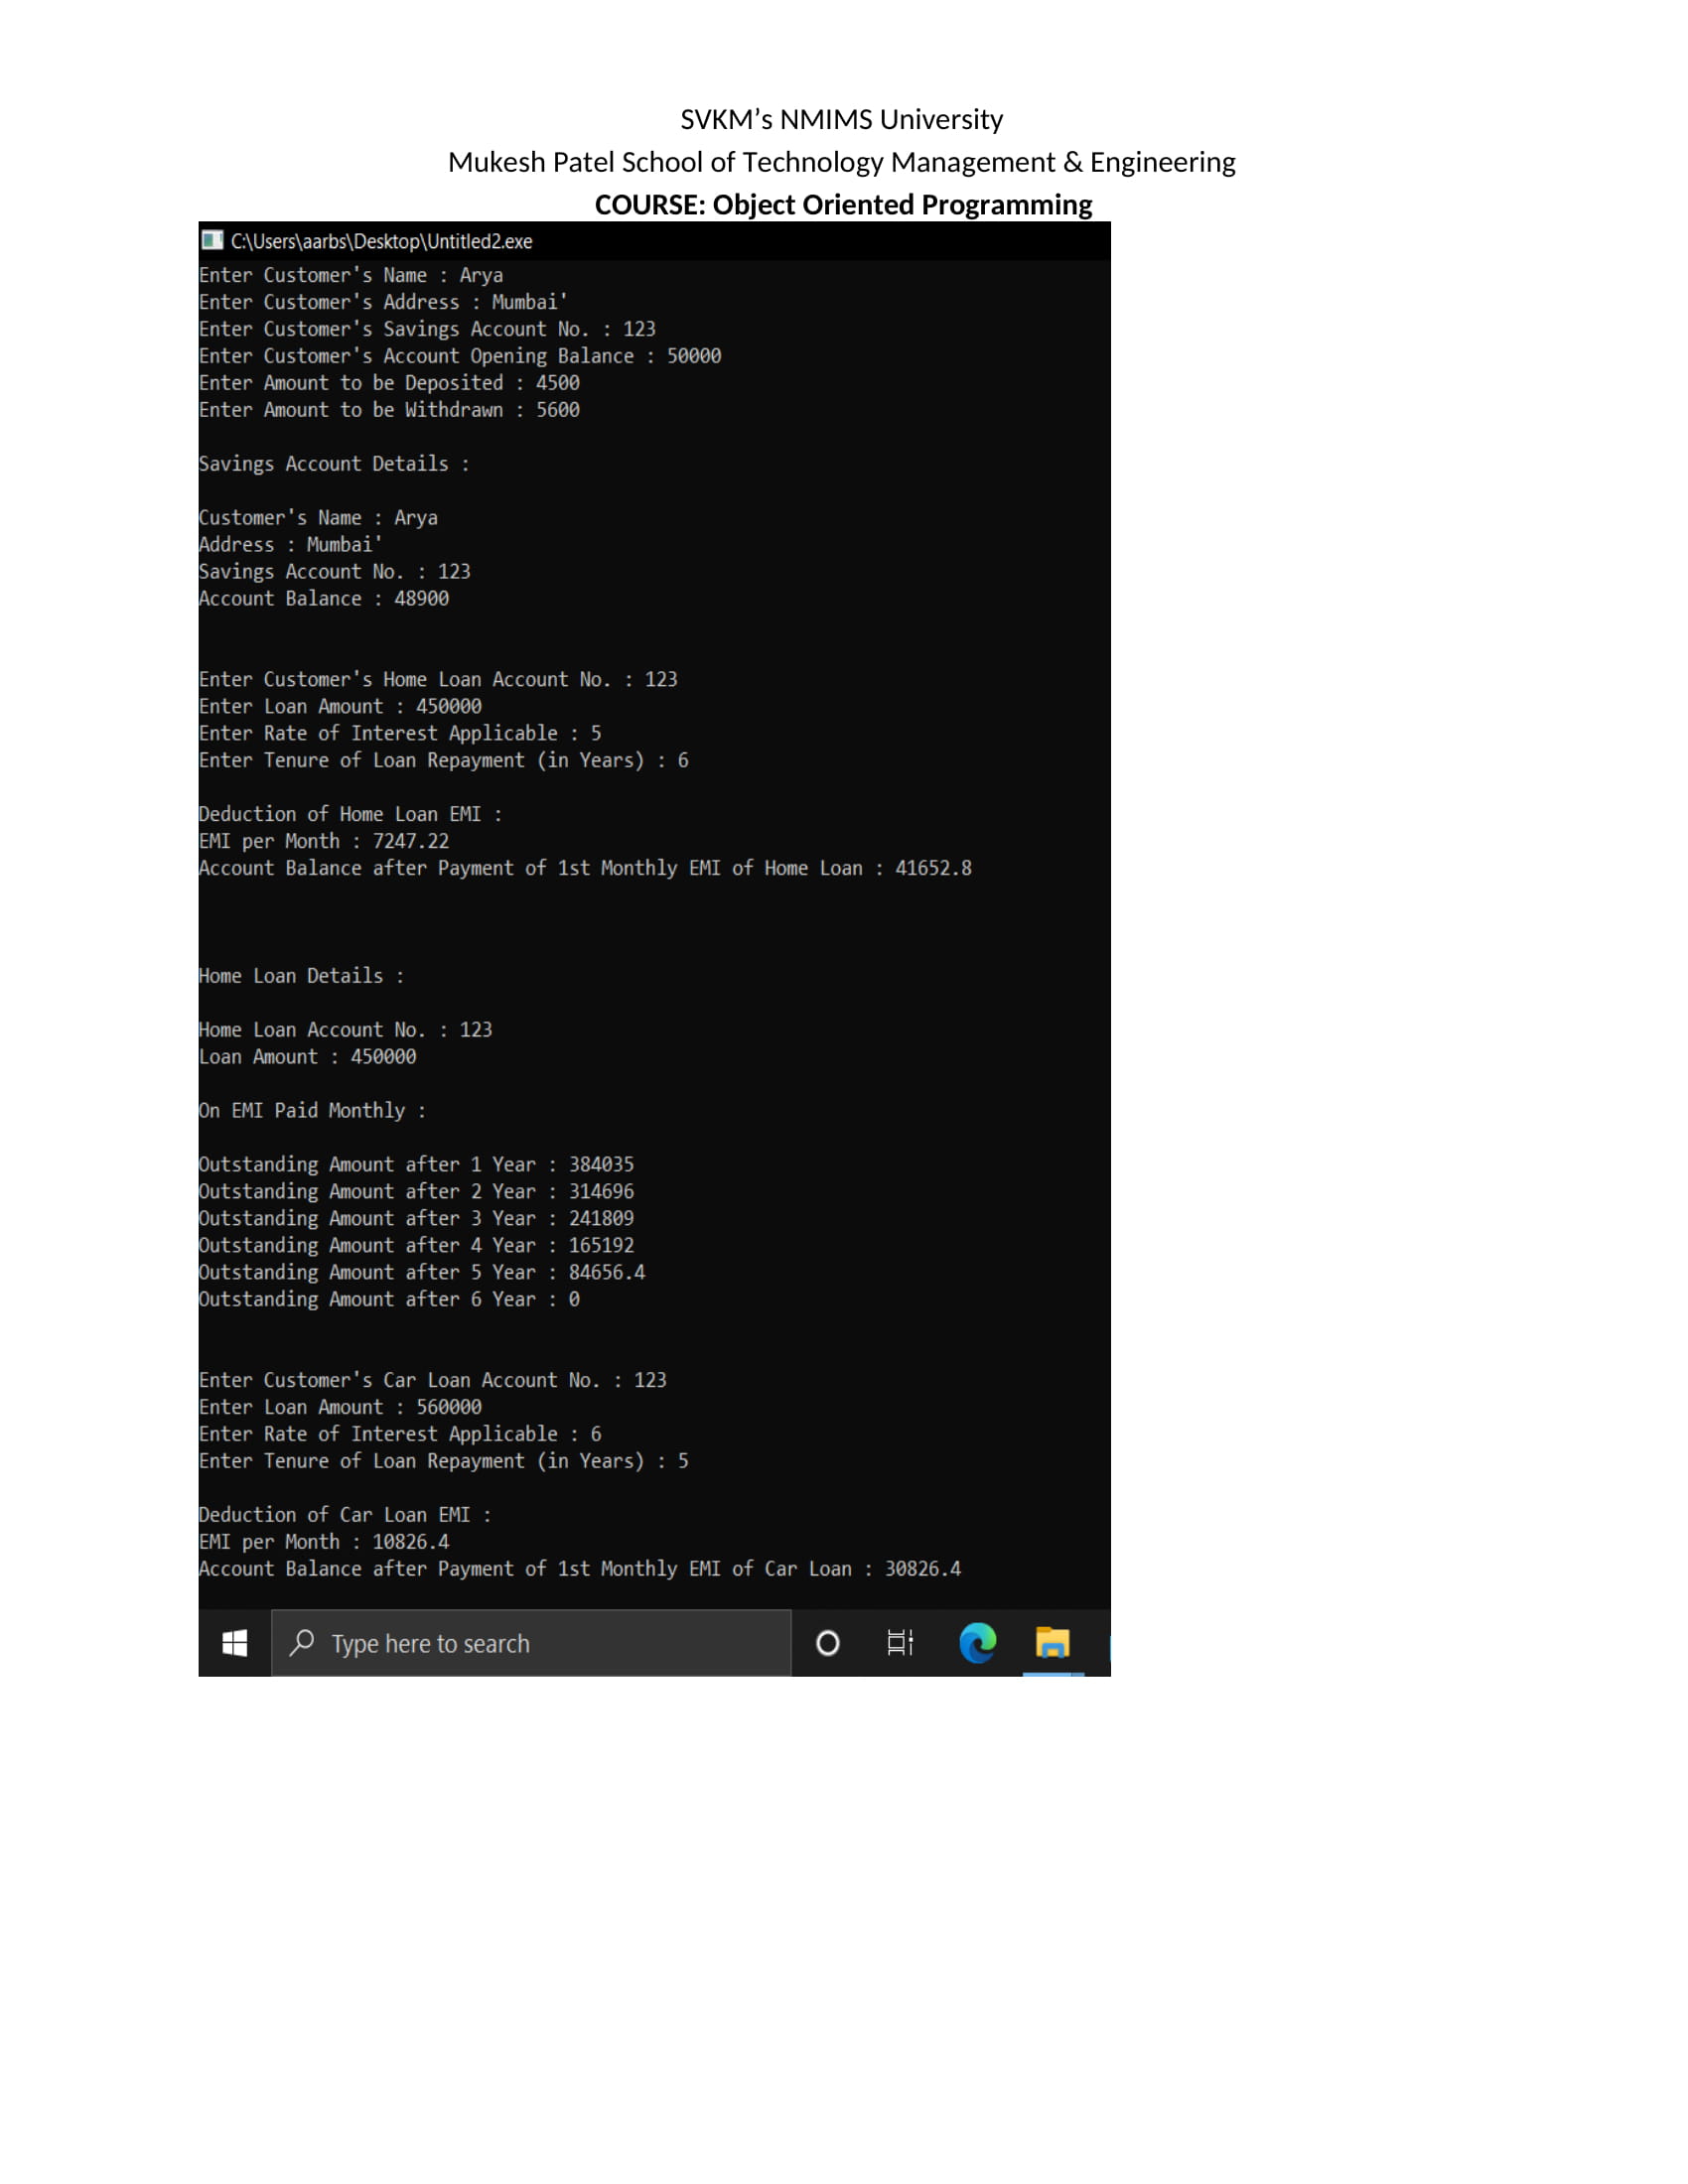 SVKM’s NMIMS University
Mukesh Patel School of Technology Management & Engineering
COURSE: Object Oriented Programming
C:\Users\aarbs\Desktop\Untitled2.exe
Enter Customer's Name : Arya
Enter Customer's Address : Mumbai'
Enter Customer's Savings Account No. : 123
Enter Customer's Account Opening Balance : 50000
Enter Amount to be Deposited : 4500
Enter Amount to be Withdrawn : 5600
Savings Account Details :
Customer's Name : Arya
Address : Mumbai'
Savings Account No. : 123
Account Balance : 48900
Enter Customer's Home Loan Account No. : 123
Enter Loan Amount : 450000
Enter Rate of Interest Applicable : 5
Enter Tenure of Loan Repayment (in Years) : 6
Deduction of Home Loan EMI :
EMI per Month : 7247.22
Account Balance after Payment of 1st Monthly EMI of Home Loan : 41652.8
Home Loan Details :
Home Loan Account No. : 123
Loan Amount : 450000
On EMI Paid Monthly :
Outstanding Amount after 1 Year : 384035
Outstanding Amount after 2 Year : 314696
Outstanding Amount after 3 Year : 241809
Outstanding Amount after 4 Year : 165192
Outstanding Amount after 5 Year : 84656.4
Outstanding Amount after 6 Year : 0
Enter Customer's Car Loan Account No. : 123
Enter Loan Amount : 560000
Enter Rate of Interest Applicable : 6
Enter Tenure of Loan Repayment (in Years) : 5
Deduction of Car Loan EMI :
EMI per Month : 10826.4
Account Balance after Payment of 1st Monthly EMI of Car Loan : 30826.4
Type here to search